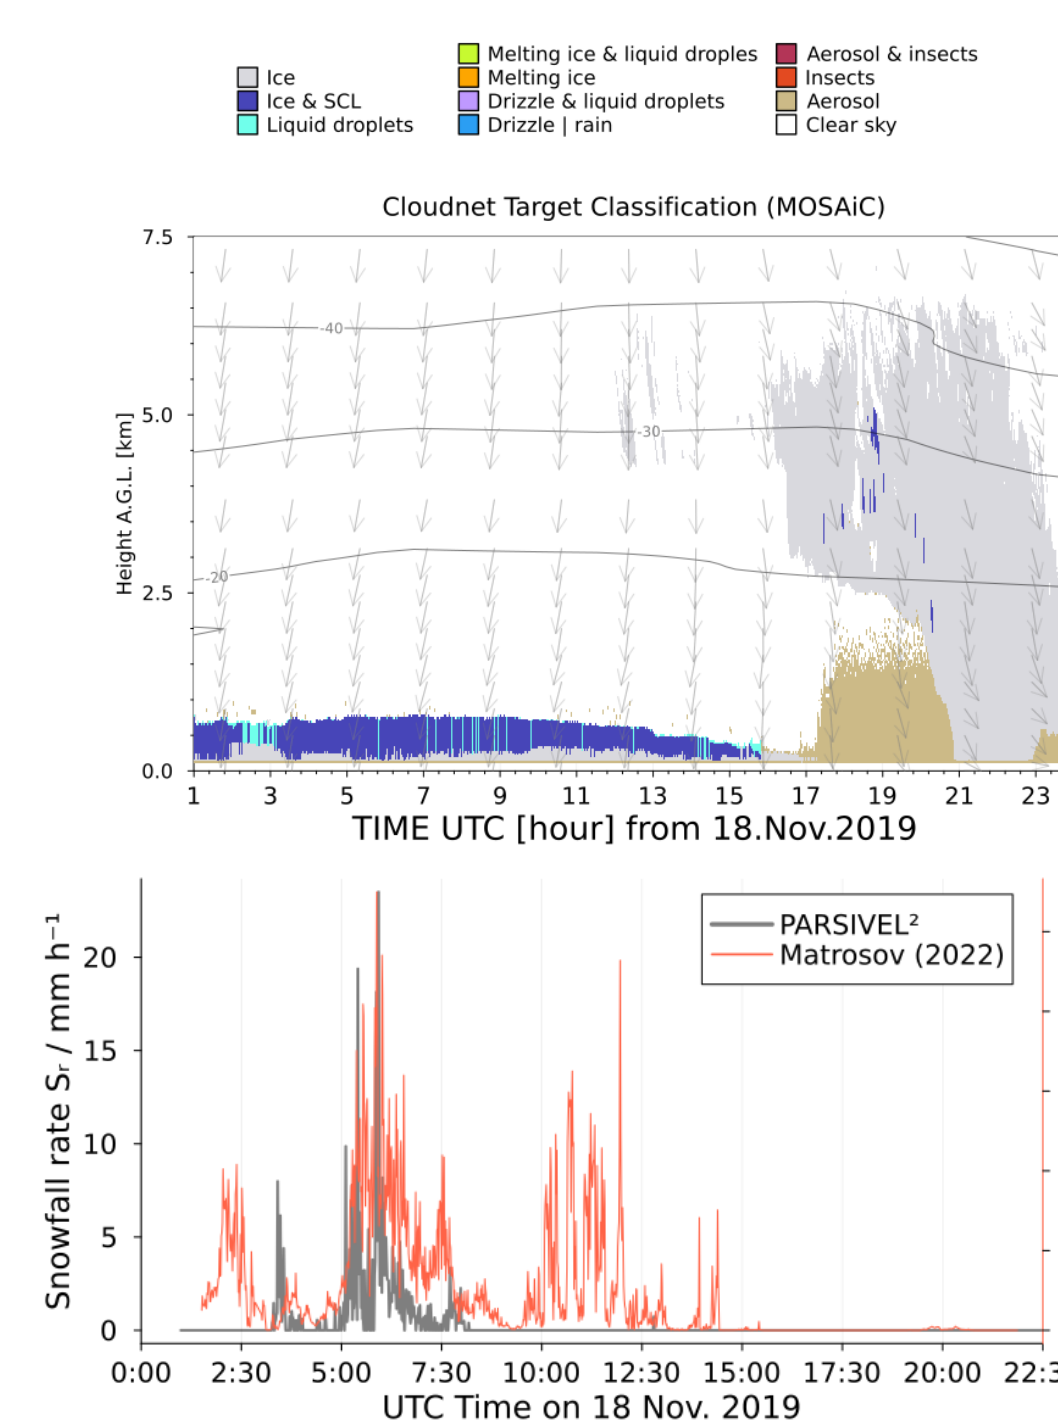 Melting ice & liquid droples
Aerosol & insects
Ice
Melting ice
Insects
Ice & SCL
Drizzle & liquid droplets
Aerosol
Liquid droplets
Drizzle | rain
Clear sky
Cloudnet Target Classification (MOSAiC)
7.5
5.0
2.5
0.0
Height A.G.L. [km]
-40
-30
-20
1 3 5 7 9 11 13 15 17 19 21 23
TIME UTC [hour] from 18.Nov.2019
PARSIVEL²
Matrosov (2022)
20
15
10
5
0
Snowfall rate Sᵣ / mm h⁻¹
0:00 2:30 5:00 7:30 10:00 12:30 15:00 17:30 20:00 22:3
UTC Time on 18 Nov. 2019